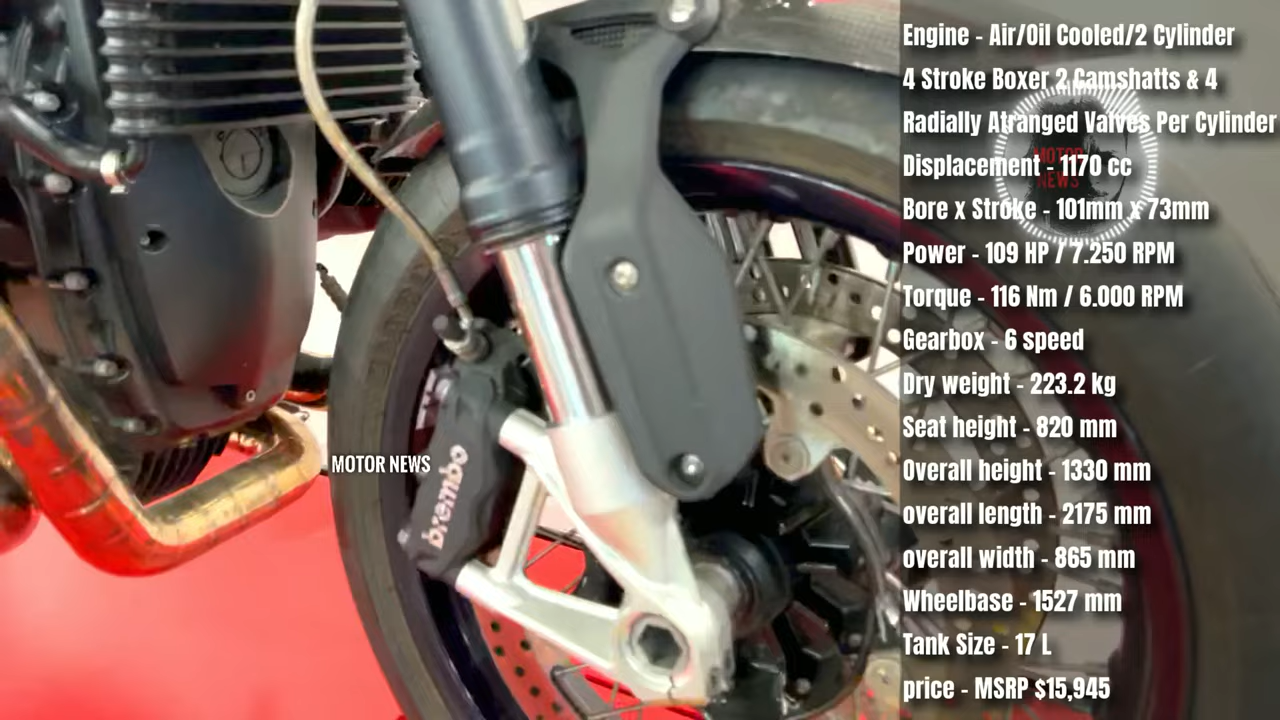 Engine - Air/Oil Cooled/2 Cylinder
4 Stroke Boxer 2 Camshatts & 4
Radially Atranged Valves Per Cylinder
MOTOR
NEWS
Displacement - 1170 cc
Bore x Stroke - 101mm x 73mm
Power - 109 HP / 7.250 RPM
Torque - 116 Nm / 6.000 RPM
Gearbox - 6 speed
Dry weight - 223.2 kg
Seat height - 820 mm
MOTOR NEWS
brembo
Overall height - 1330 mm
overall length - 2175 mm
overall width - 865 mm
Wheelbase - 1527 mm
Tank Size - 17 L
price - MSRP $15,945